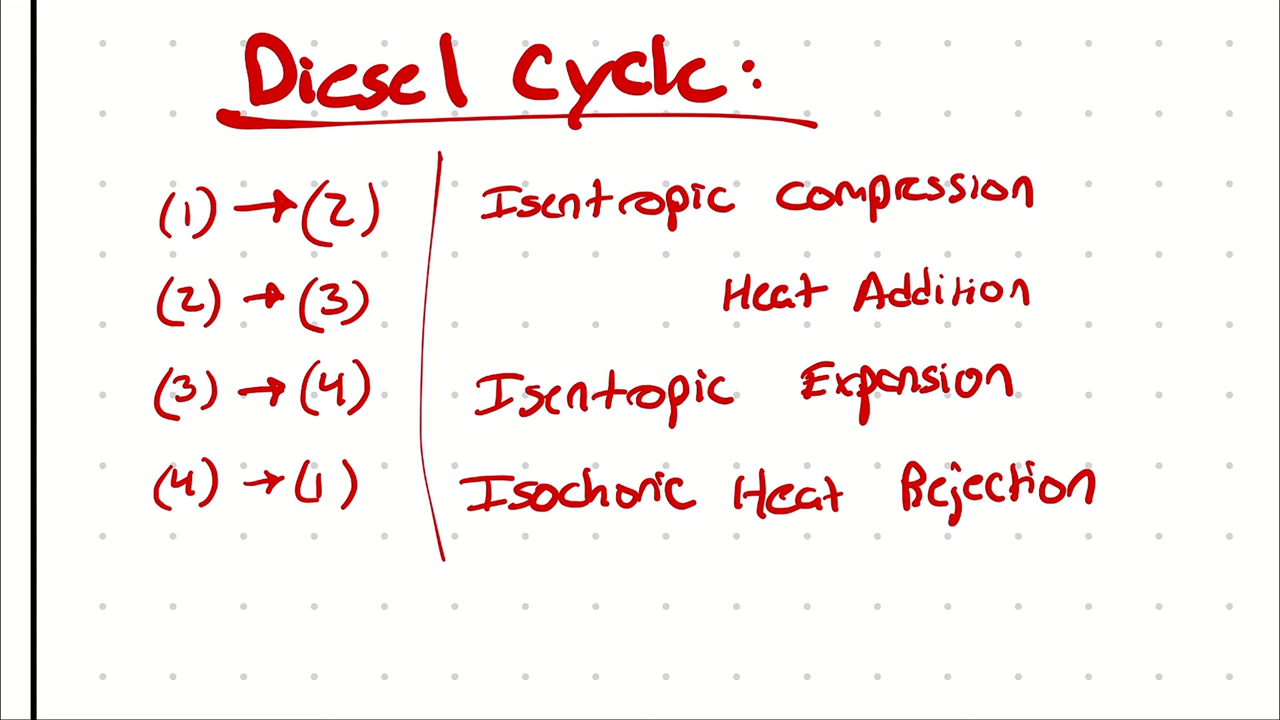 Diesel Cycle:
(1) → (2) Isentropic compression
(2) → (3) Heat Addition
(3) → (4) Isentropic Expansion
(4) → (1) Isochoric Heat Rejection